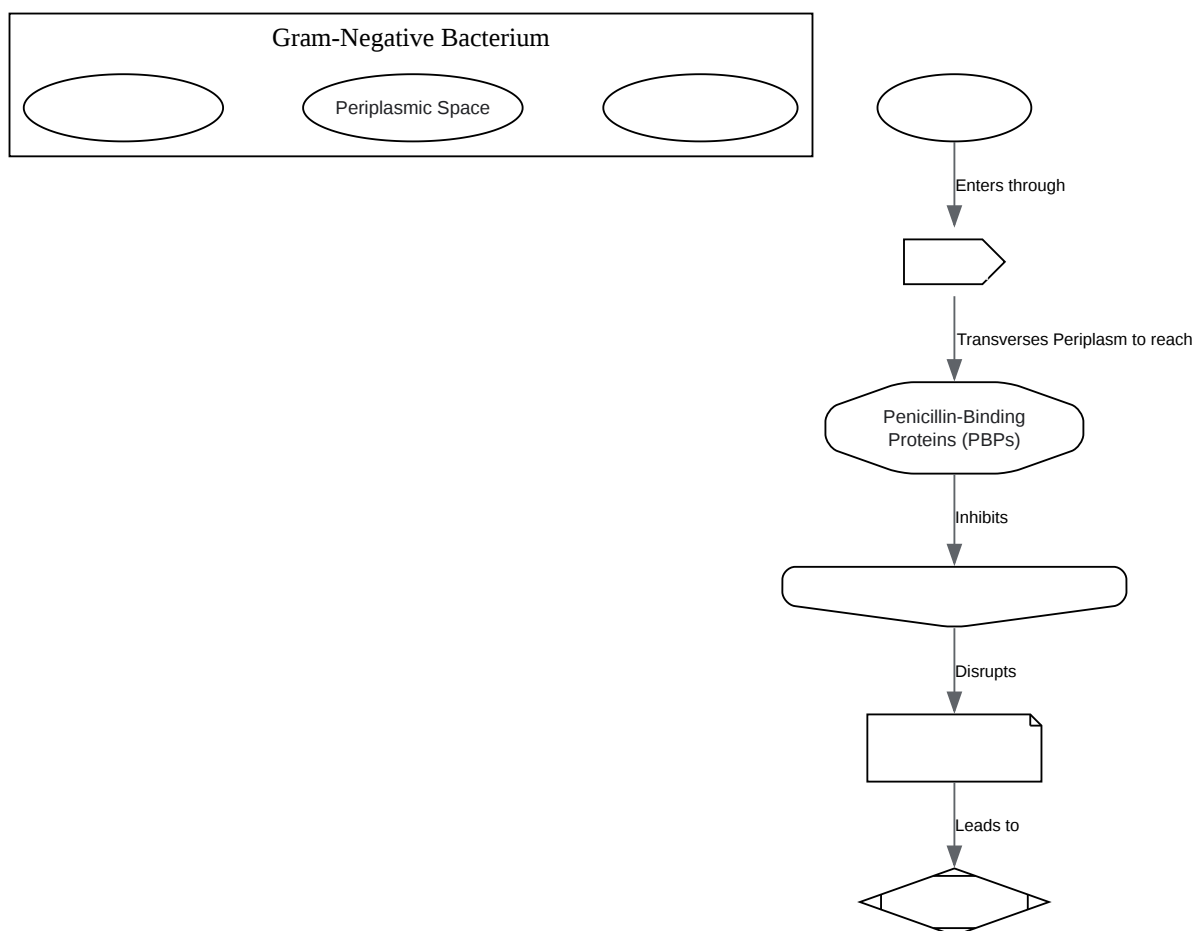 Gram-Negative Bacterium
Periplasmic Space
Enters through
Transverses Periplasm to reach
Penicillin-Binding
Proteins (PBPs)
Inhibits
Disrupts
Leads to